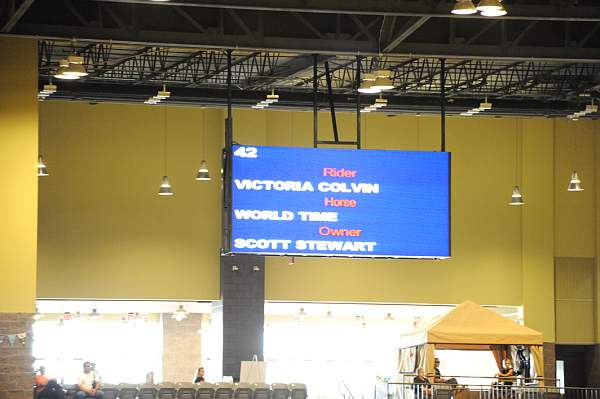 42
Rider
VICTORIA COLVIN
Horse
WORLD TIME
Owner
SCOTT STEWART